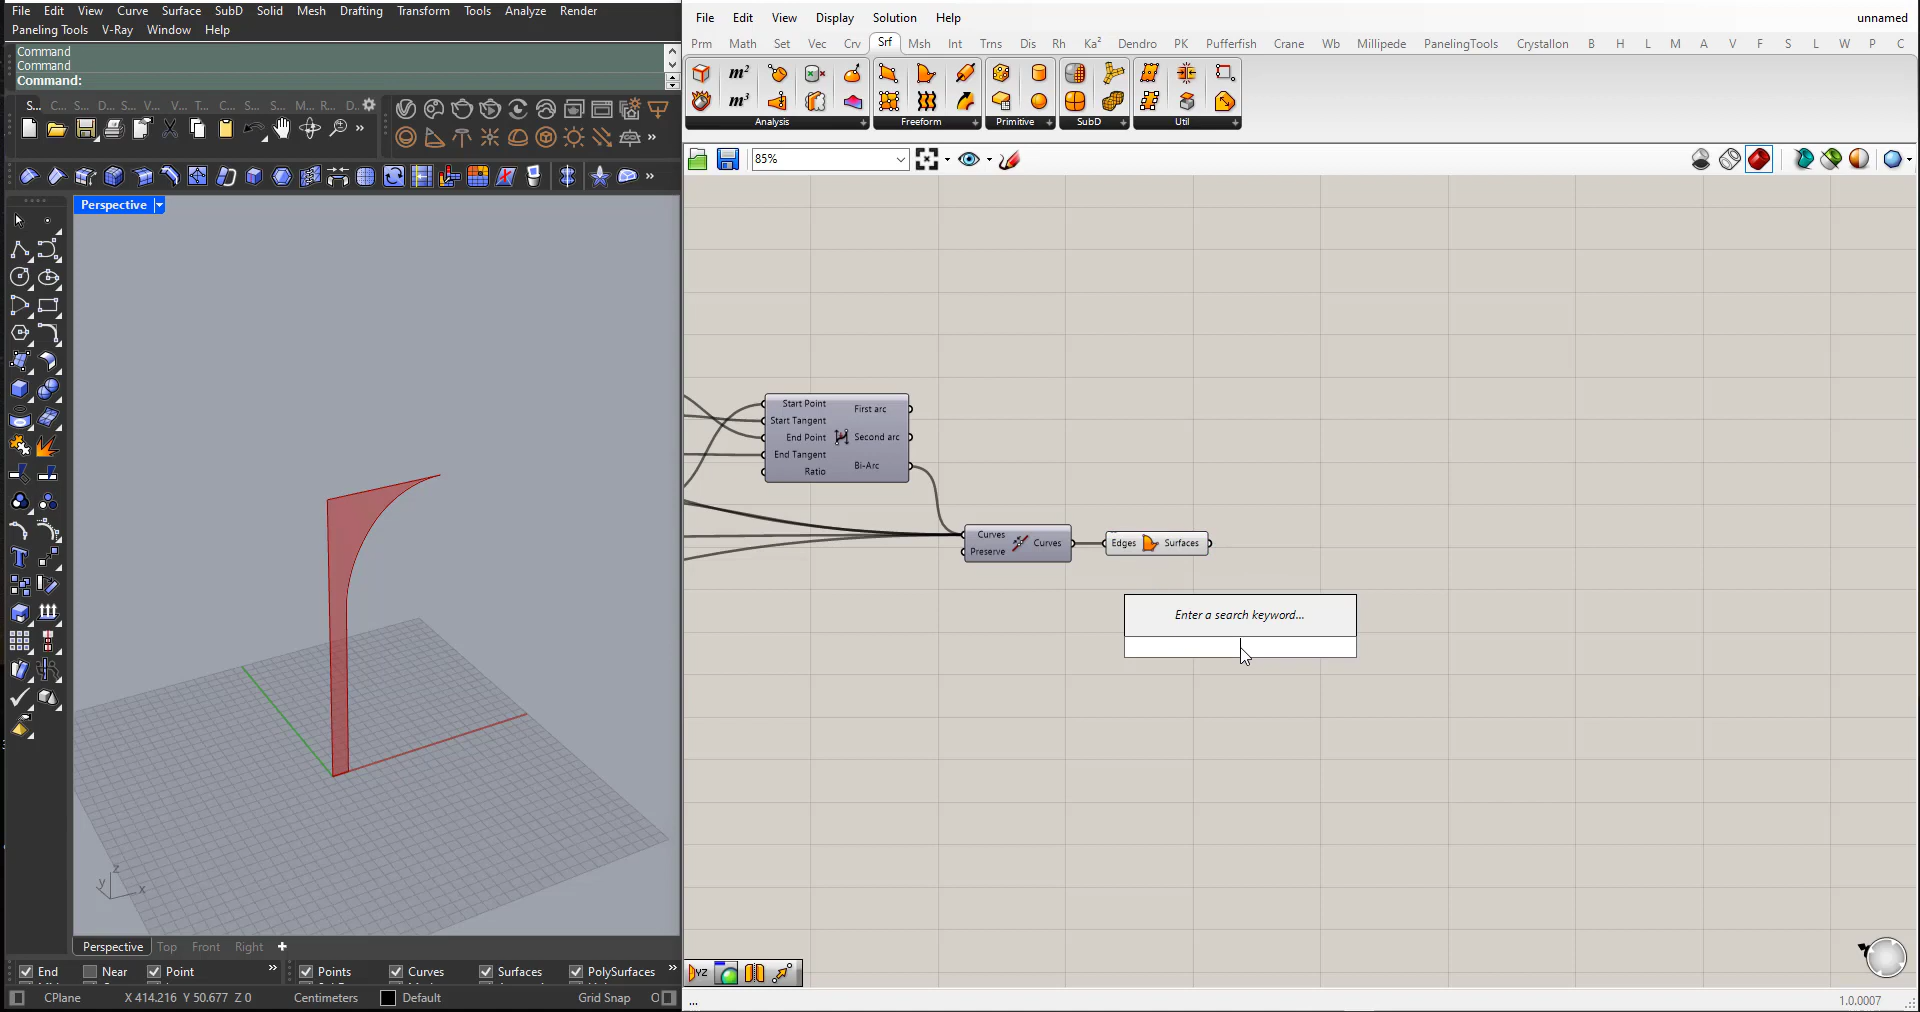 File Edit View Curve Surface SubD Solid Mesh Drafting Transform Tools Analyze Render
Paneling Tools V-Ray Window Help
Command
Command
Command:
S... C... S... D... S... V... V... T... C... S... S... M... R... D.
Perspective
z
y
x
Perspective Top Front Right
End Near Point Points Curves Surfaces PolySurfaces
CPlane X 414.216 Y 50.677 Z 0 Centimeters Default Grid Snap O
File Edit View Display Solution Help unnamed
Prm Math Set Vec Crv Srf Msh Int Trns Dis Rh Ka² Dendro PK Pufferfish Crane Wb Millipede PanelingTools Crystallon B H L M A V F S L W P C
m²
m³
Analysis Freeform Primitive SubD Util
85%
Start Point
Start Tangent
End Point
End Tangent
Ratio
First arc
Second arc
Bi-Arc
Curves
Preserve
Curves
Edges Surfaces
Enter a search keyword...
YZ
...
1.0.0007